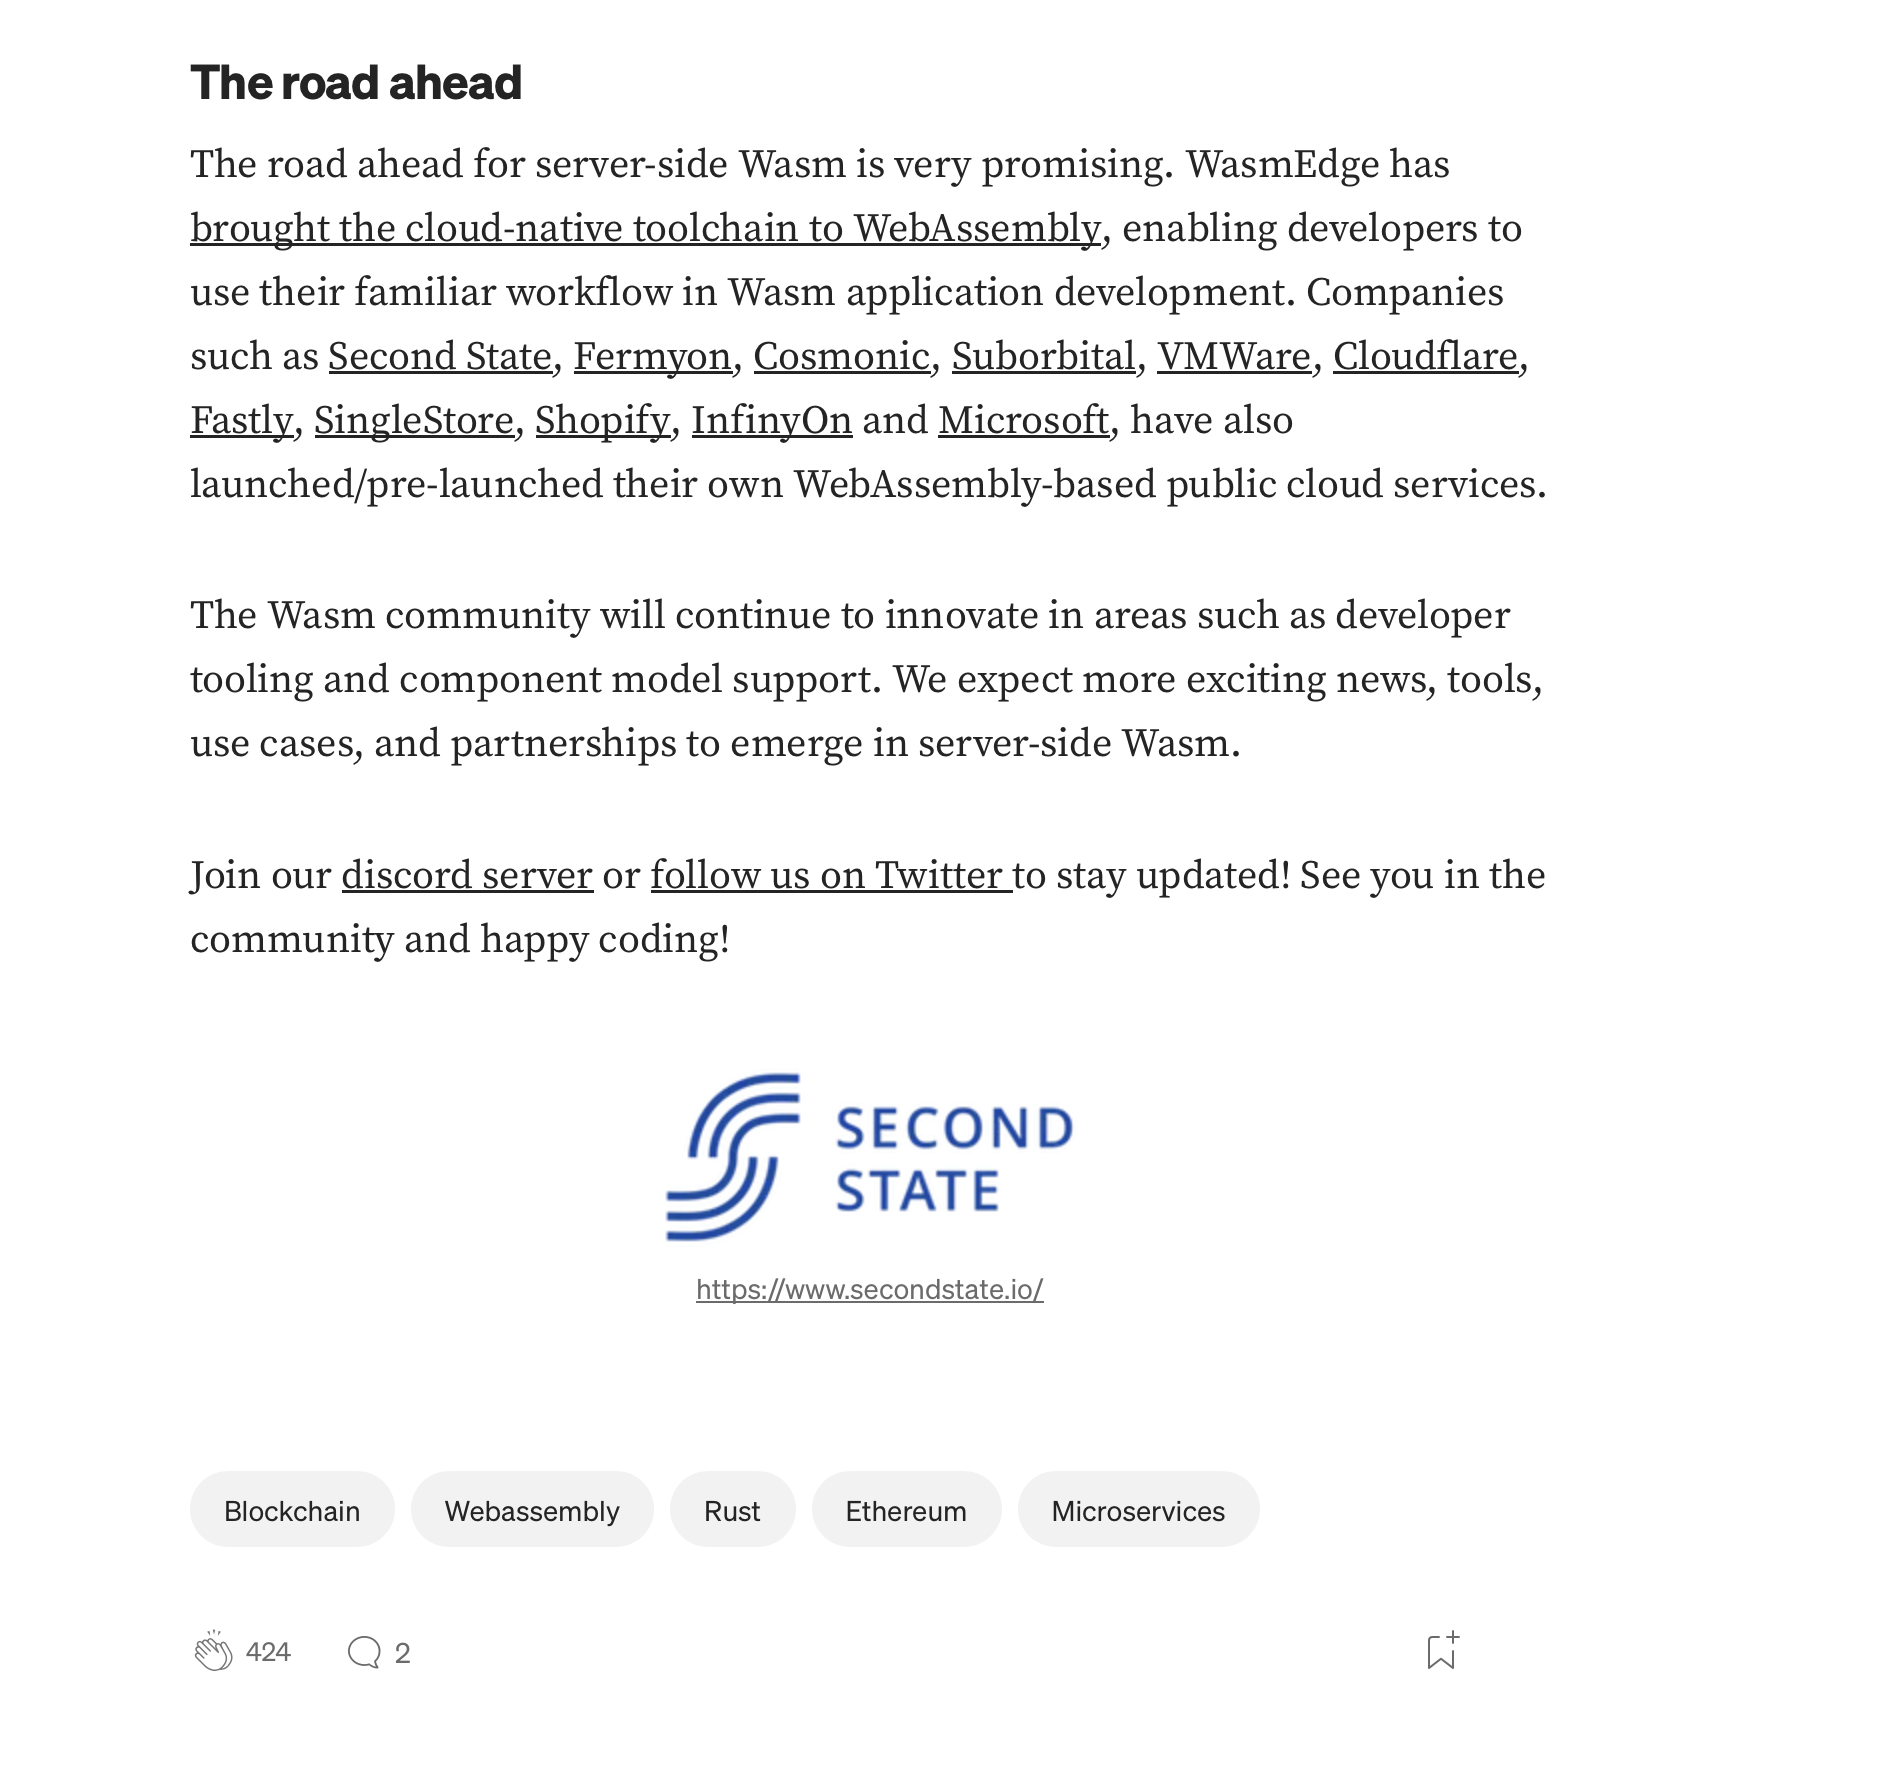 The road ahead
The road ahead for server-side Wasm is very promising. WasmEdge has
brought the cloud-native toolchain to WebAssembly, enabling developers to
use their familiar workflow in Wasm application development. Companies
such as Second State, Fermyon, Cosmonic, Suborbital, VMWare, Cloudflare,
Fastly, SingleStore, Shopify, InfinyOn and Microsoft, have also
launched/pre-launched their own WebAssembly-based public cloud services.
The Wasm community will continue to innovate in areas such as developer
tooling and component model support. We expect more exciting news, tools,
use cases, and partnerships to emerge in server-side Wasm.
Join our discord server or follow us on Twitter to stay updated! See you in the
community and happy coding!
SECOND
STATE
https://www.secondstate.io/
Blockchain Webassembly Rust Ethereum Microservices
424 2